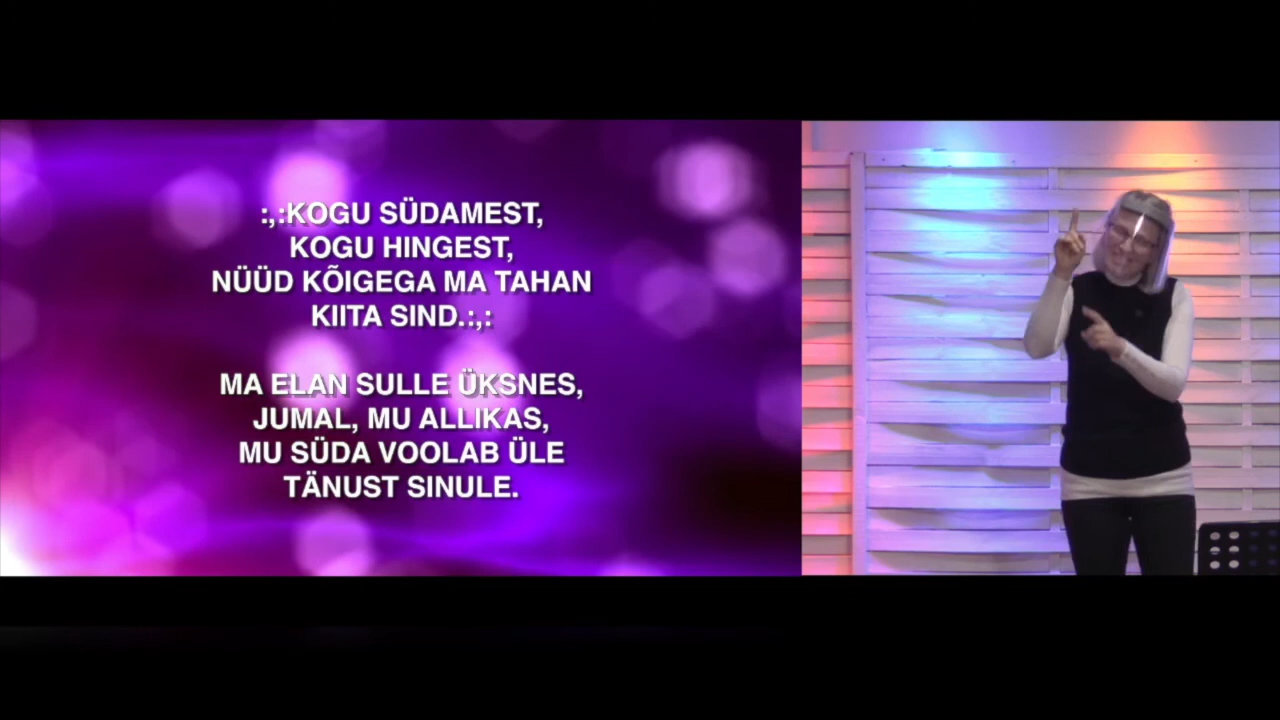 :,:KOGU SÜDAMEST,
KOGU HINGEST,
NÜÜD KÕIGEGA MA TAHAN
KIITA SIND.:,:
MA ELAN SULLE ÜKSNES,
JUMAL, MU ALLIKAS,
MU SÜDA VOOLAB ÜLE
TÄNUST SINULE.